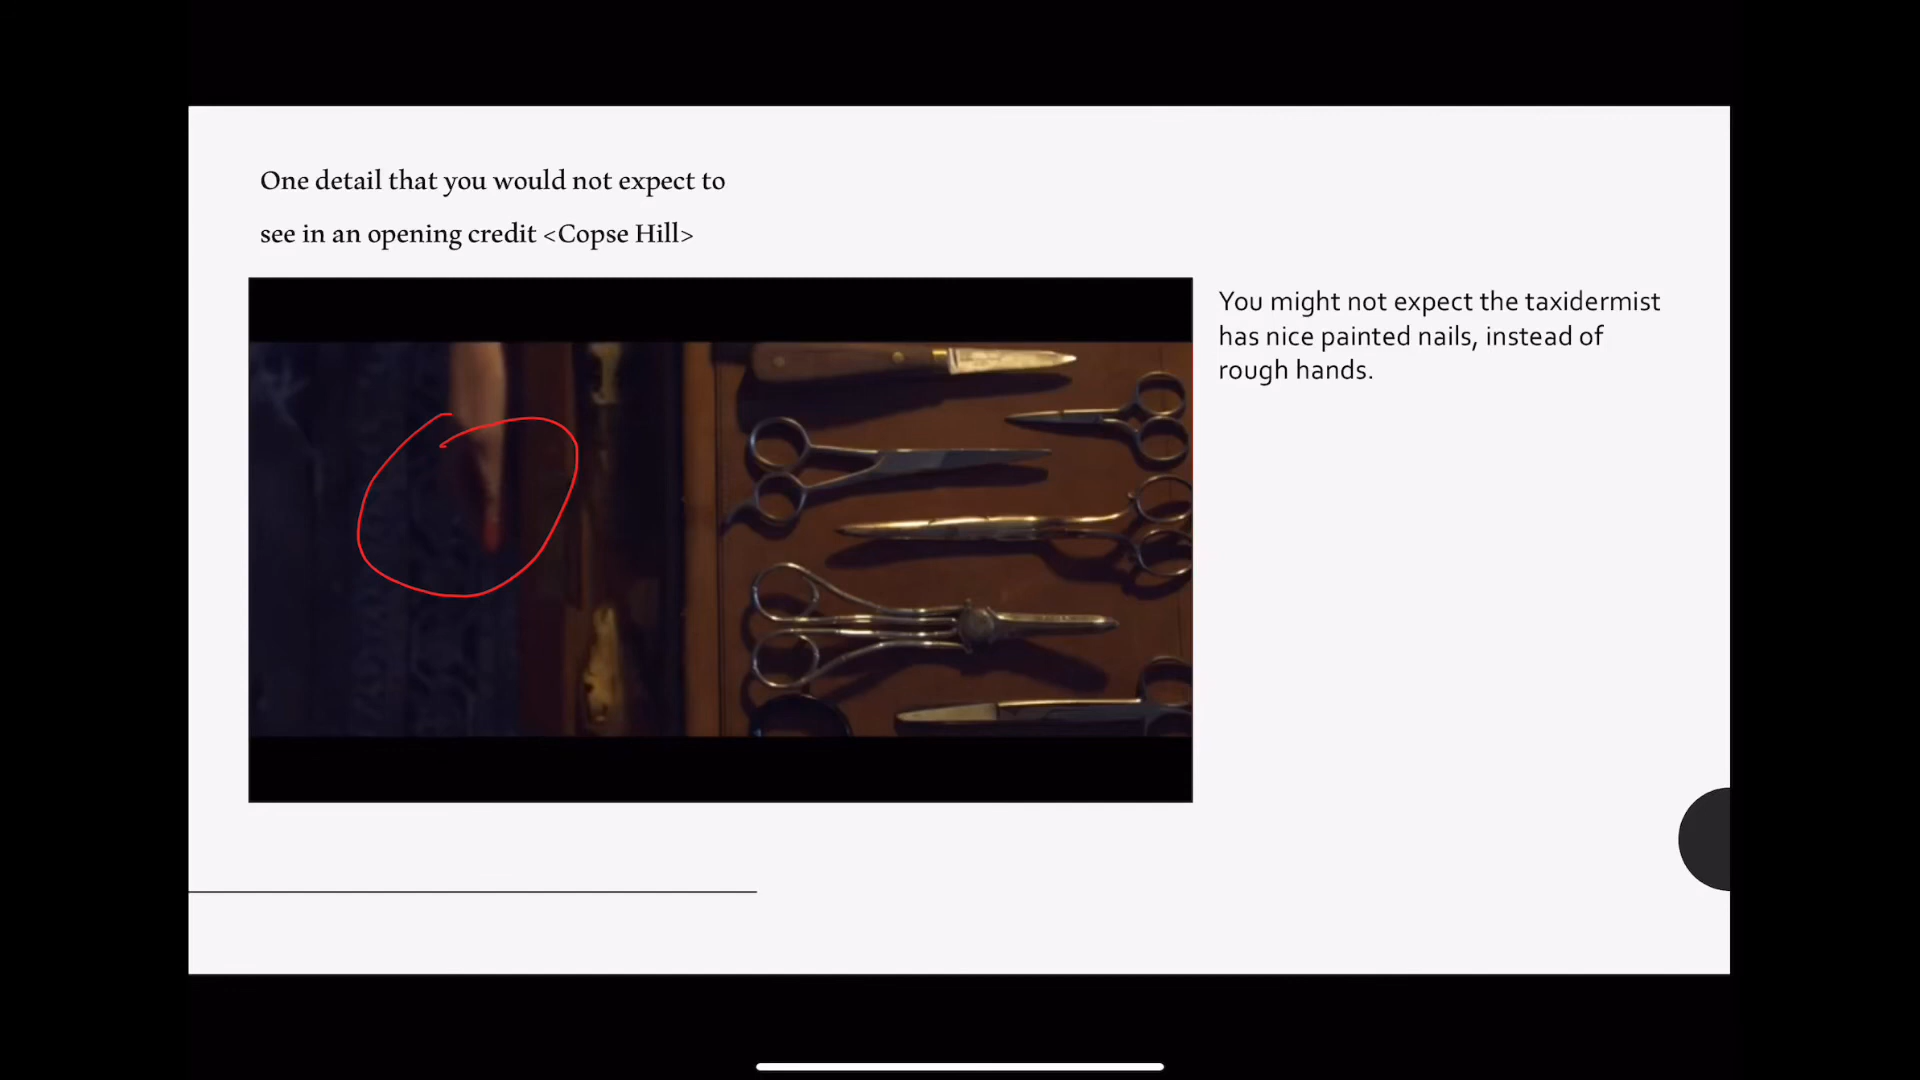 One detail that you would not expect to
see in an opening credit <Copse Hill>
You might not expect the taxidermist
has nice painted nails, instead of
rough hands.